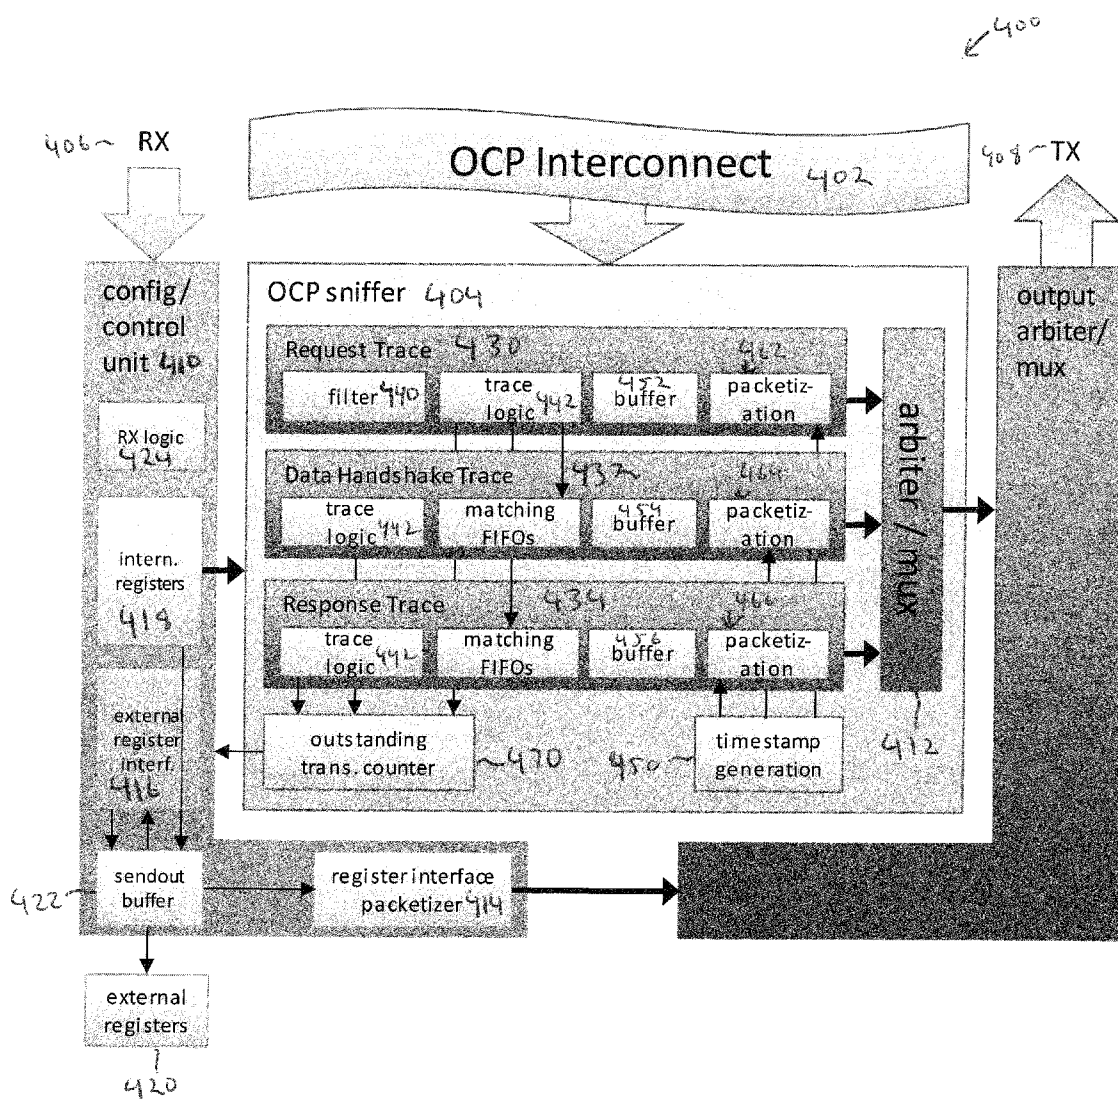 400
406 RX
OCP Interconnect 402
408 TX
config/
control
unit 410
OCP sniffer 404
output
arbiter/
mux
Request Trace 430
462
filter 440
trace
logic 442
452
buffer
packetiz-
ation
RX logic
424
Data Handshake Trace 432
464
trace
logic 442
matching
FIFOs
454
buffer
packetiz-
ation
arbiter / mux
intern.
registers
418
Response Trace 434
466
trace
logic 442
matching
FIFOs
456
buffer
packetiz-
ation
external
register
interf.
416
outstanding
trans. counter
470
450
timestamp
generation
412
422
sendout
buffer
register interface
packetizer 414
external
registers
420